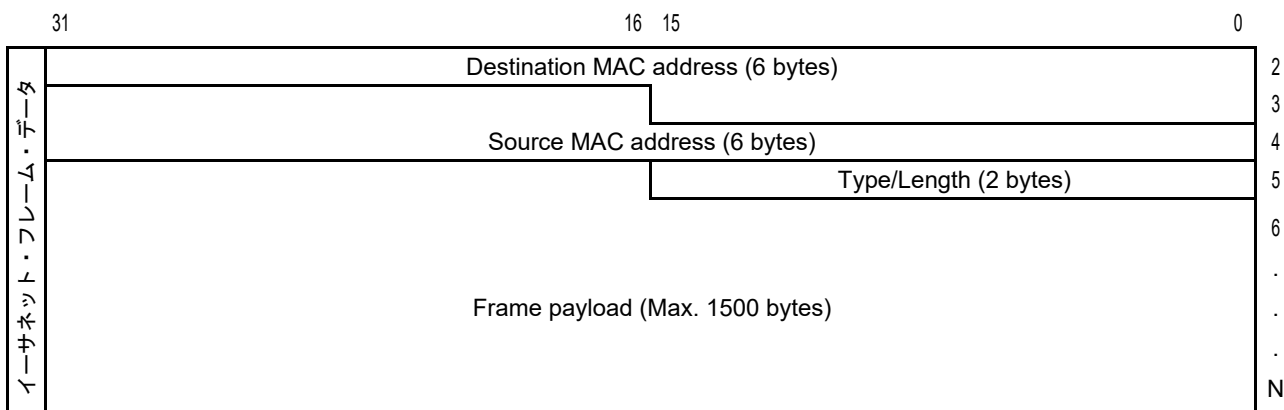 31 16 15 0
Destination MAC address (6 bytes) 2
3
Source MAC address (6 bytes) 4
Type/Length (2 bytes) 5
6
.
Frame payload (Max. 1500 bytes) .
.
N
イーサネット・フレーム・データ